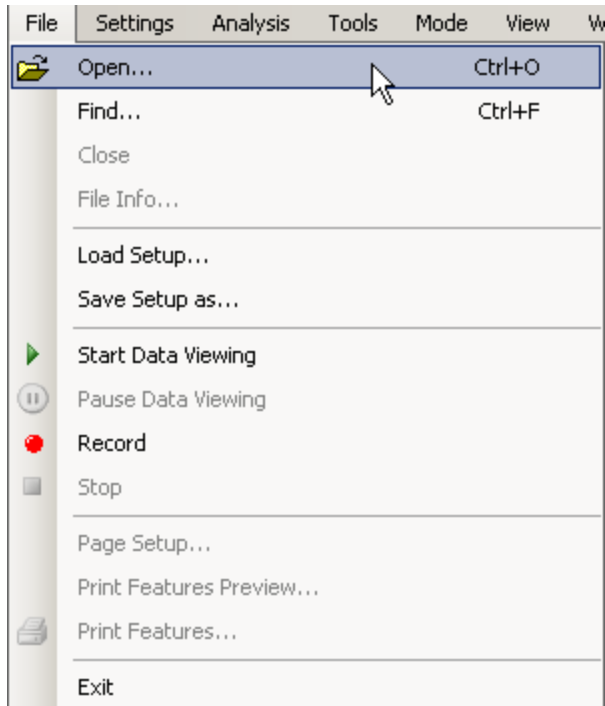 File Settings Analysis Tools Mode View
Open... Ctrl+O
Find... Ctrl+F
Close
File Info...
Load Setup...
Save Setup as...
Start Data Viewing
Pause Data Viewing
Record
Stop
Page Setup...
Print Features Preview...
Print Features...
Exit